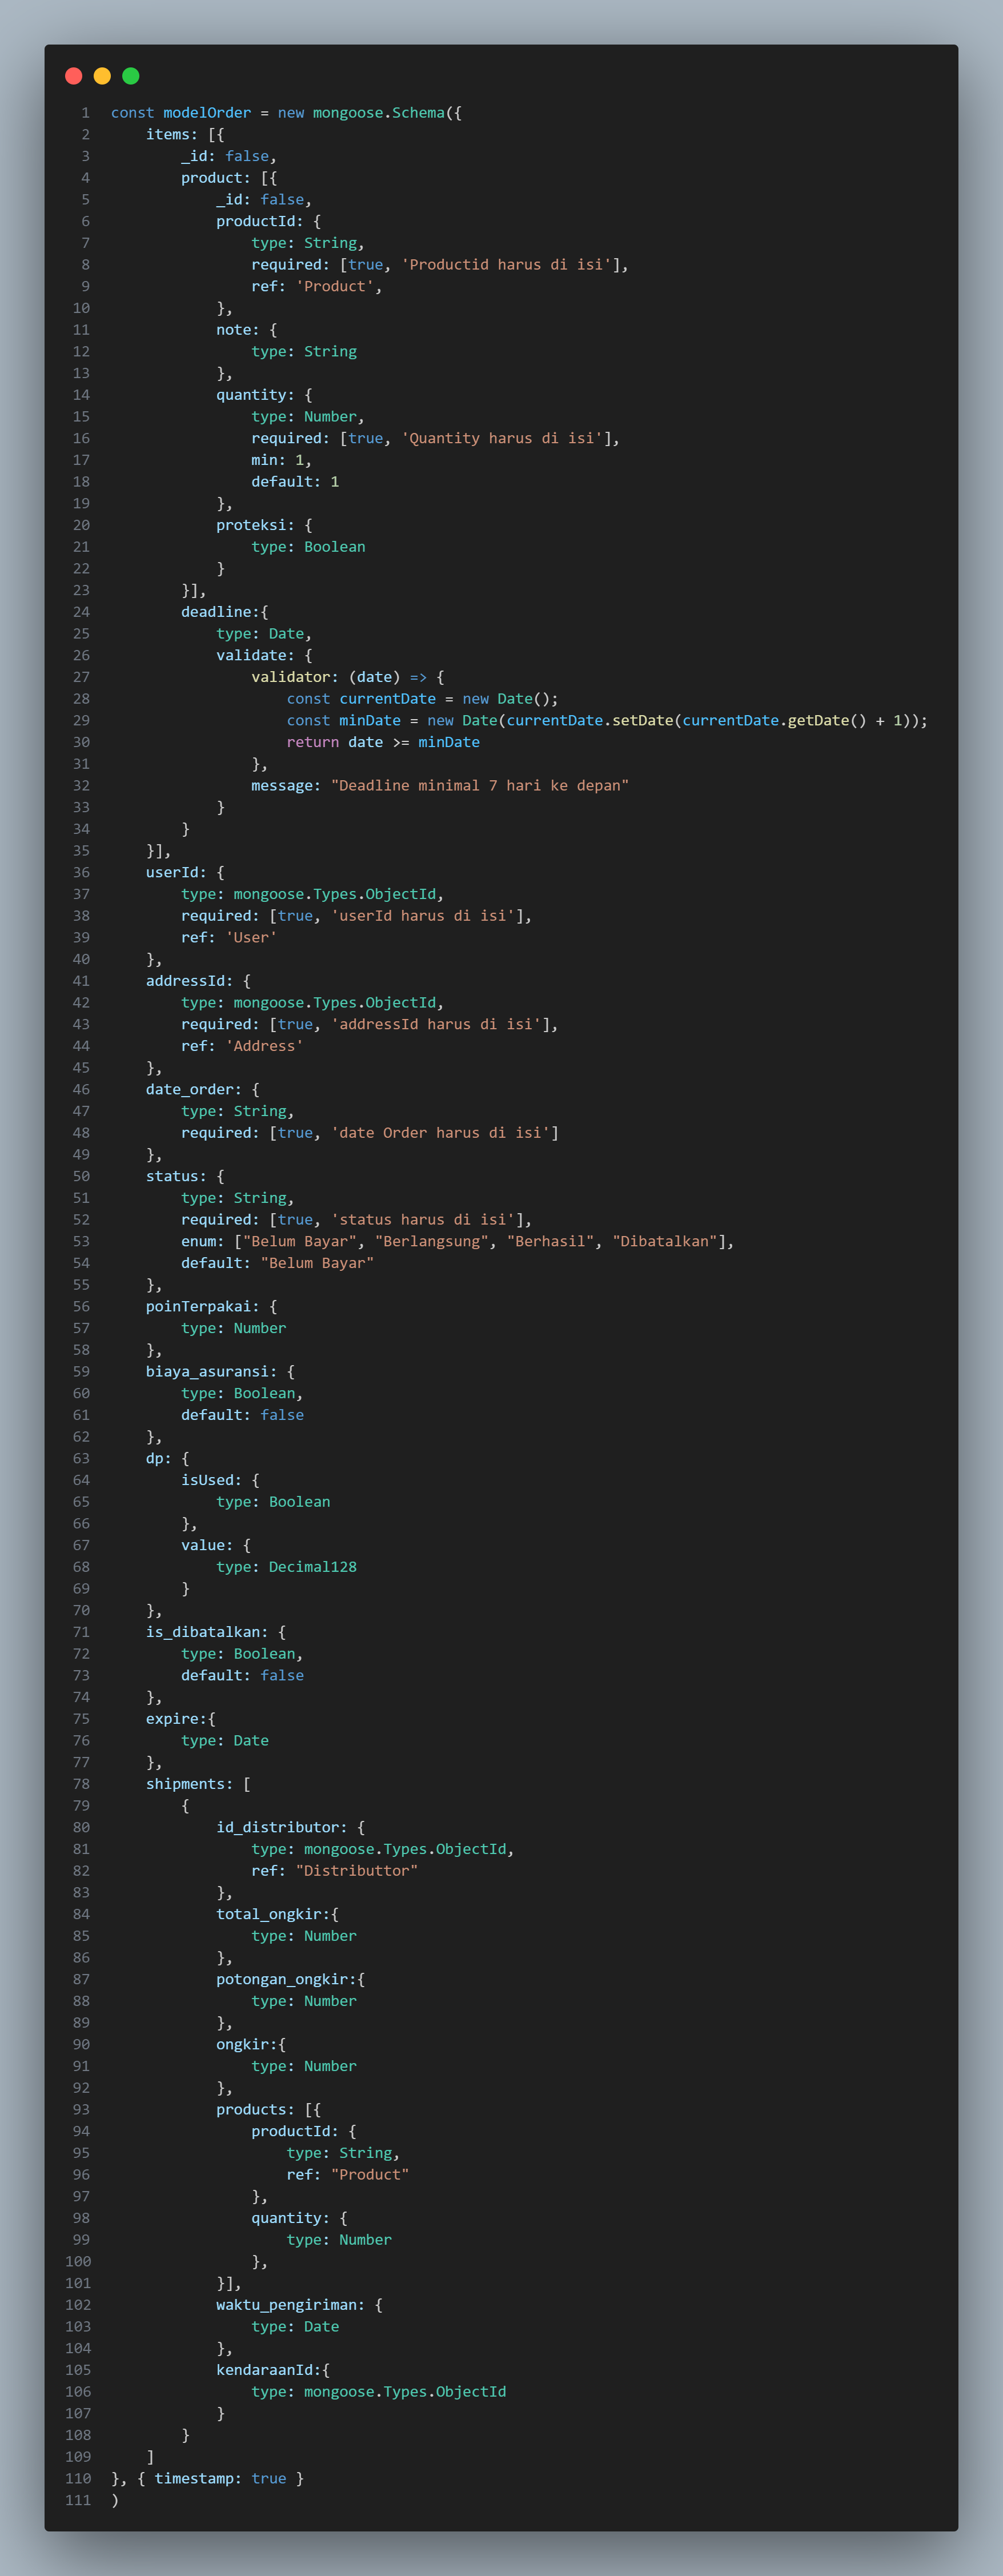 1 const modelOrder = new mongoose.Schema({
2     items: [{
3         _id: false,
4         product: [{
5             _id: false,
6             productId: {
7                 type: String,
8                 required: [true, 'Productid harus di isi'],
9                 ref: 'Product',
10             },
11             note: {
12                 type: String
13             },
14             quantity: {
15                 type: Number,
16                 required: [true, 'Quantity harus di isi'],
17                 min: 1,
18                 default: 1
19             },
20             proteksi: {
21                 type: Boolean
22             }
23         }],
24         deadline:{
25             type: Date,
26             validate: {
27                 validator: (date) => {
28                     const currentDate = new Date();
29                     const minDate = new Date(currentDate.setDate(currentDate.getDate() + 1));
30                     return date >= minDate
31                 },
32                 message: "Deadline minimal 7 hari ke depan"
33             }
34         }
35     }],
36     userId: {
37         type: mongoose.Types.ObjectId,
38         required: [true, 'userId harus di isi'],
39         ref: 'User'
40     },
41     addressId: {
42         type: mongoose.Types.ObjectId,
43         required: [true, 'addressId harus di isi'],
44         ref: 'Address'
45     },
46     date_order: {
47         type: String,
48         required: [true, 'date Order harus di isi']
49     },
50     status: {
51         type: String,
52         required: [true, 'status harus di isi'],
53         enum: ["Belum Bayar", "Berlangsung", "Berhasil", "Dibatalkan"],
54         default: "Belum Bayar"
55     },
56     poinTerpakai: {
57         type: Number
58     },
59     biaya_asuransi: {
60         type: Boolean,
61         default: false
62     },
63     dp: {
64         isUsed: {
65             type: Boolean
66         },
67         value: {
68             type: Decimal128
69         }
70     },
71     is_dibatalkan: {
72         type: Boolean,
73         default: false
74     },
75     expire:{
76         type: Date
77     },
78     shipments: [
79         {
80             id_distributor: {
81                 type: mongoose.Types.ObjectId,
82                 ref: "Distributtor"
83             },
84             total_ongkir:{
85                 type: Number
86             },
87             potongan_ongkir:{
88                 type: Number
89             },
90             ongkir:{
91                 type: Number
92             },
93             products: [{
94                 productId: {
95                     type: String,
96                     ref: "Product"
97                 },
98                 quantity: {
99                     type: Number
100                 },
101             }],
102             waktu_pengiriman: {
103                 type: Date
104             },
105             kendaraanId:{
106                 type: mongoose.Types.ObjectId
107             }
108         }
109     ]
110 }, { timestamp: true }
111 )